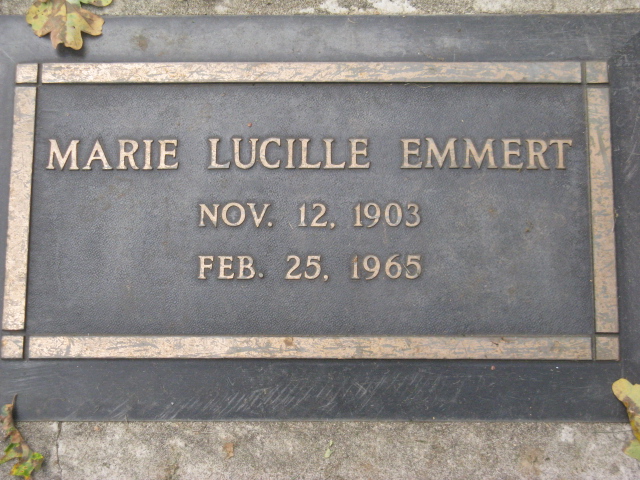 MARIE LUCILLE EMMERT
NOV. 12, 1903
FEB. 25, 1965